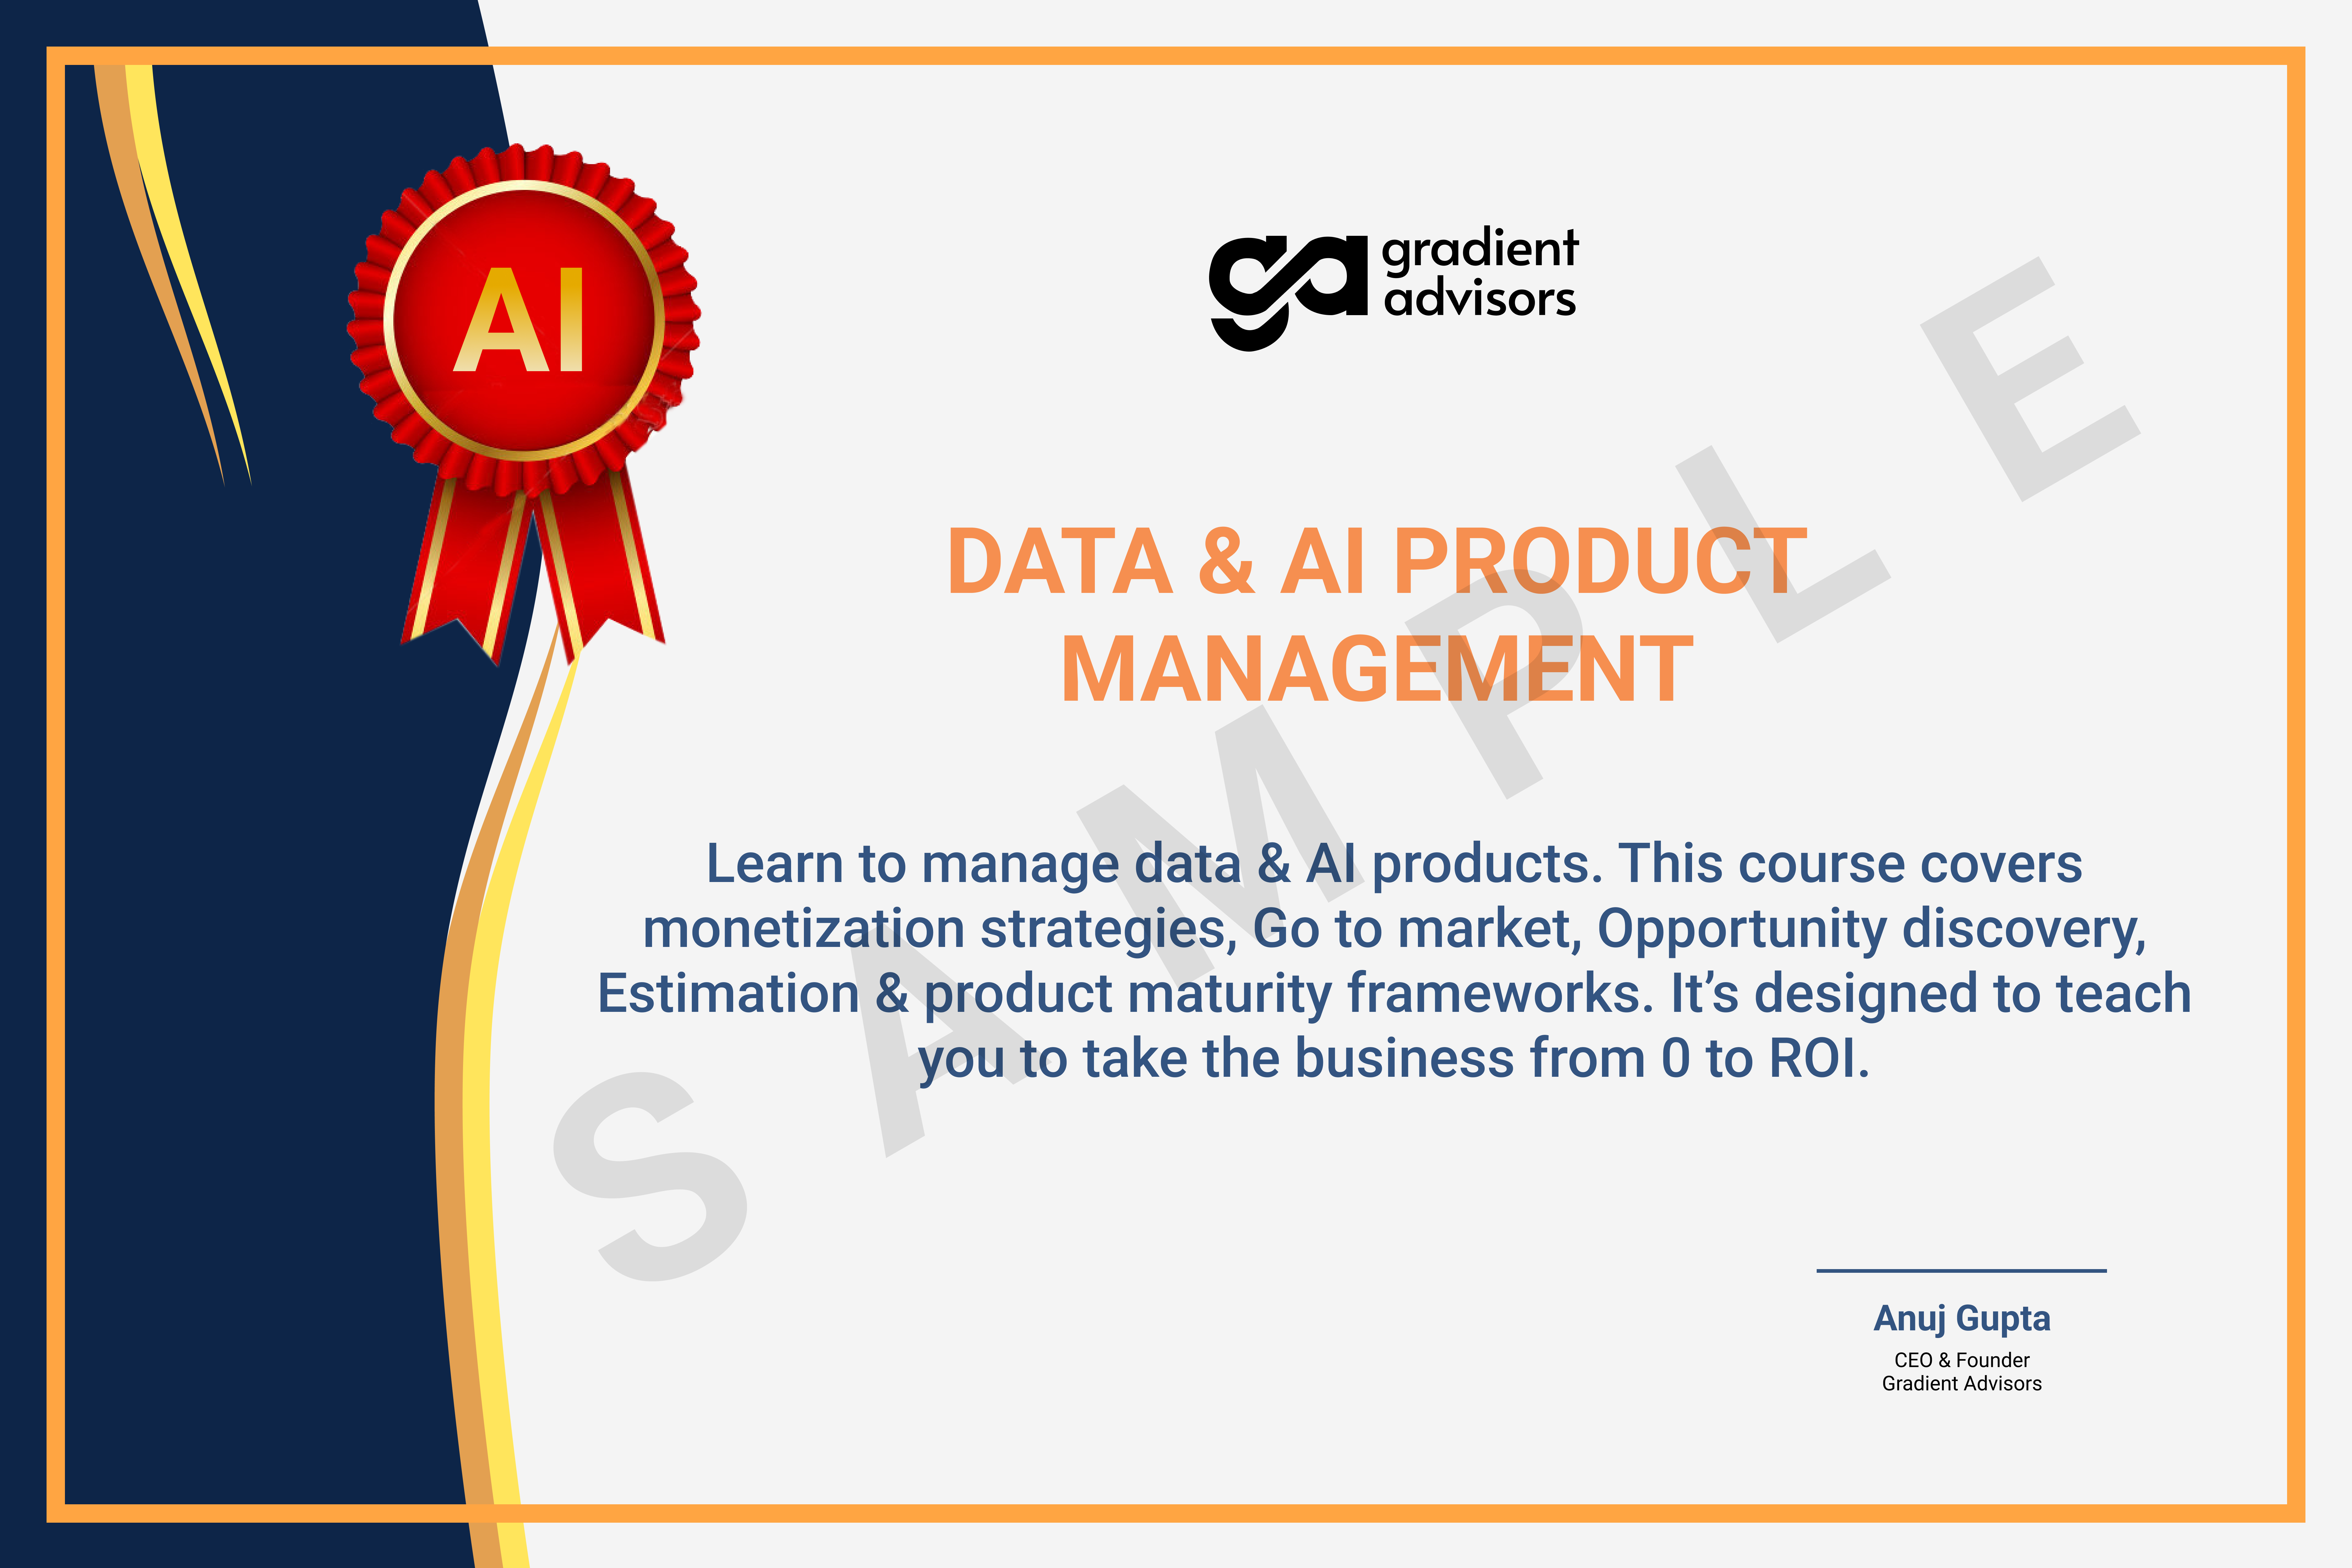 AI
gradient
advisors
DATA & AI PRODUCT
MANAGEMENT
Learn to manage data & AI products. This course covers
monetization strategies, Go to market, Opportunity discovery,
Estimation & product maturity frameworks. It’s designed to teach
you to take the business from 0 to ROI.
SAMPLE
Anuj Gupta
CEO & Founder
Gradient Advisors